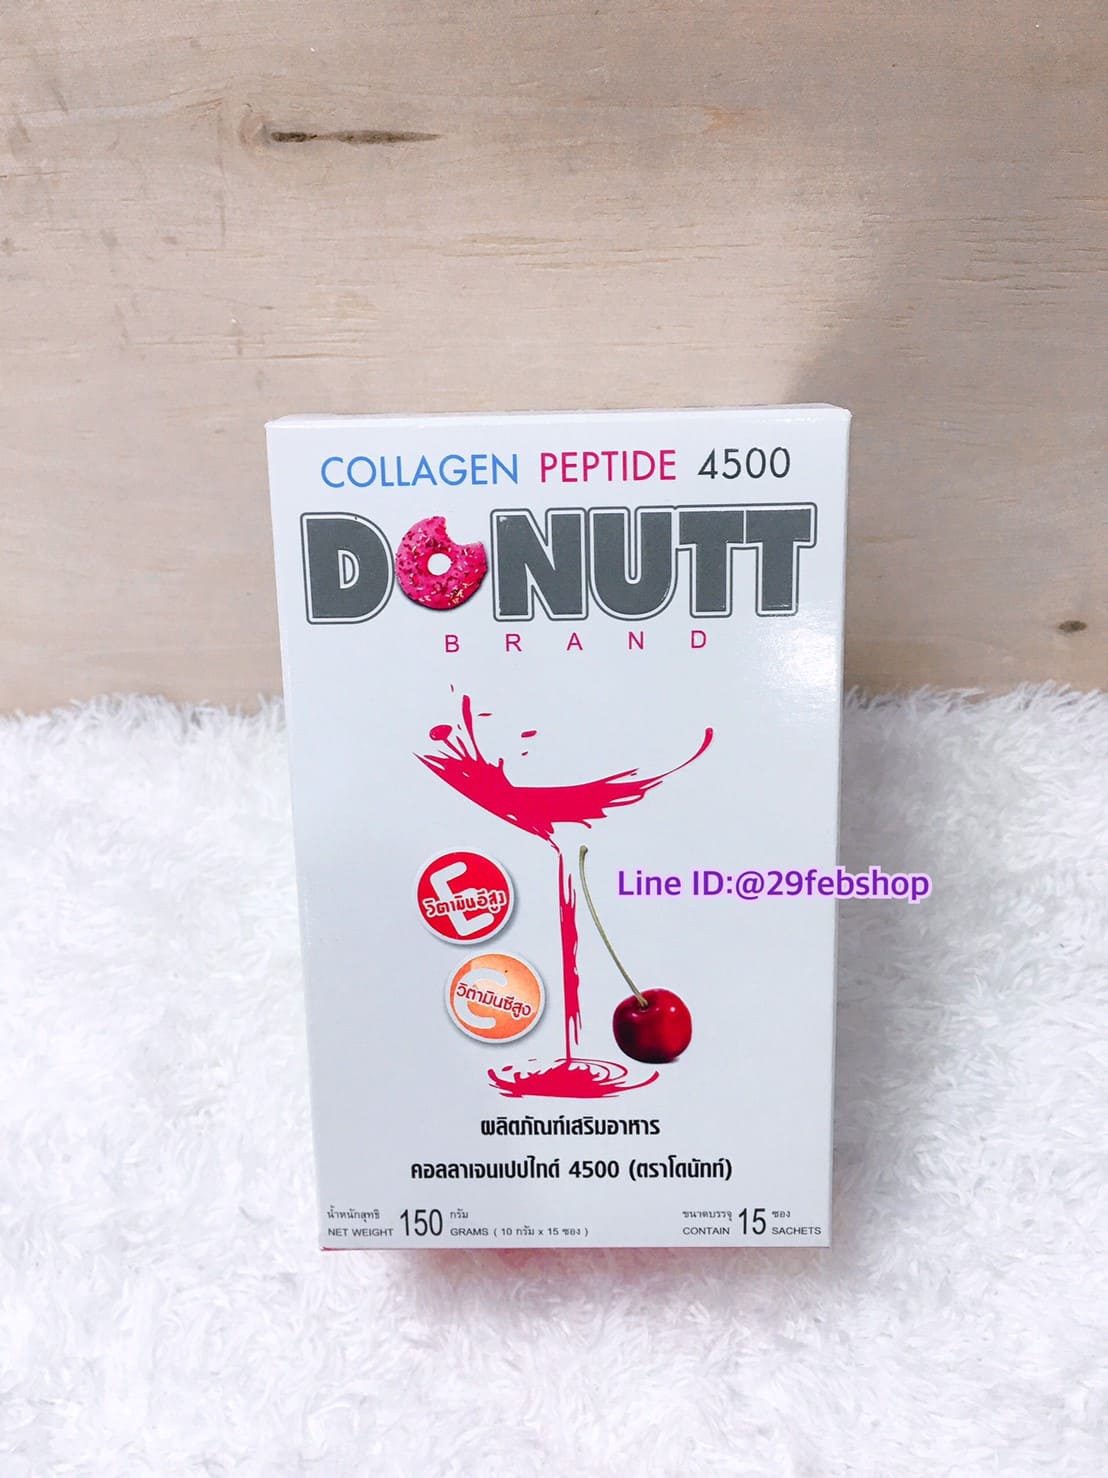 COLLAGEN PEPTIDE 4500
DONUTT
BRAND
E
วิตามินอีสูง
Line ID:@29febshop
C
วิตามินซีสูง
ผลิตภัณฑ์เสริมอาหาร
คอลลาเจนเปปไทด์ 4500 (ตราโดนัทท์)
น้ำหนักสุทธิ 150 กรัม
NET WEIGHT GRAMS ( 10 กรัม x 15 ซอง )
ขนาดบรรจุ 15 ซอง
CONTAIN SACHETS